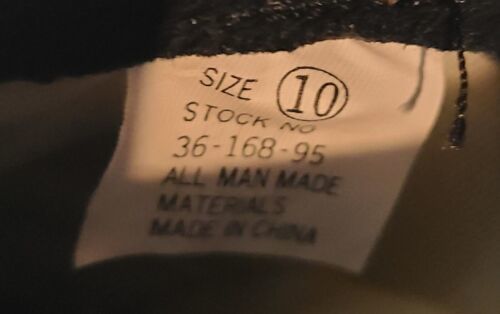 SIZE 10
STOCK NO
36-168-95
ALL MAN MADE
MATERIALS
MADE IN CHINA